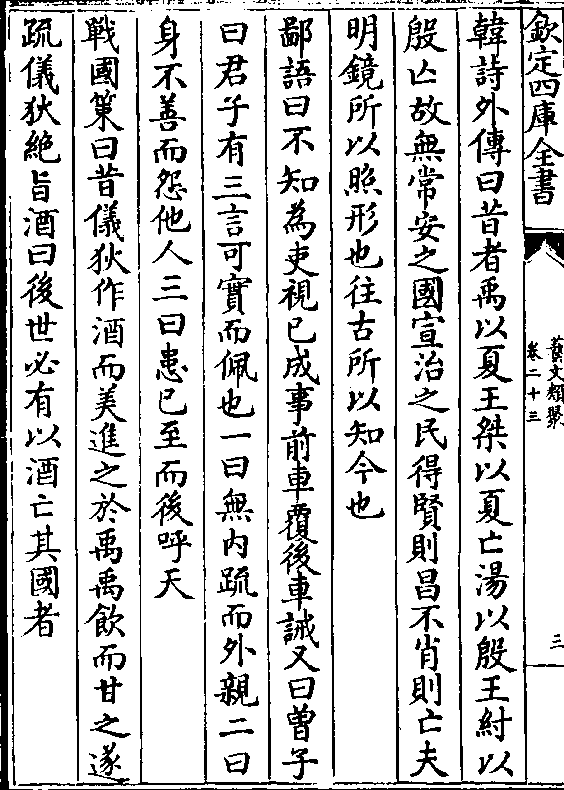 欽定四庫全書
藝文類聚
卷二十三
三
韓詩外傳曰昔者禹以夏王桀以夏亡湯以殷王紂以
殷亡故無常安之國宣治之民得賢則昌不肖則亡夫
明鏡所以照形也往古所以知今也
鄙語曰不知為吏視已成事前車覆後車誡又曰曾子
曰君子有三言可實而佩也一曰無内疏而外親二曰
身不善而怨他人三曰患已至而後呼天
戰國策曰昔儀狄作酒而美進之於禹禹飲而甘之遂
疏儀狄絶旨酒曰後世必有以酒亡其國者